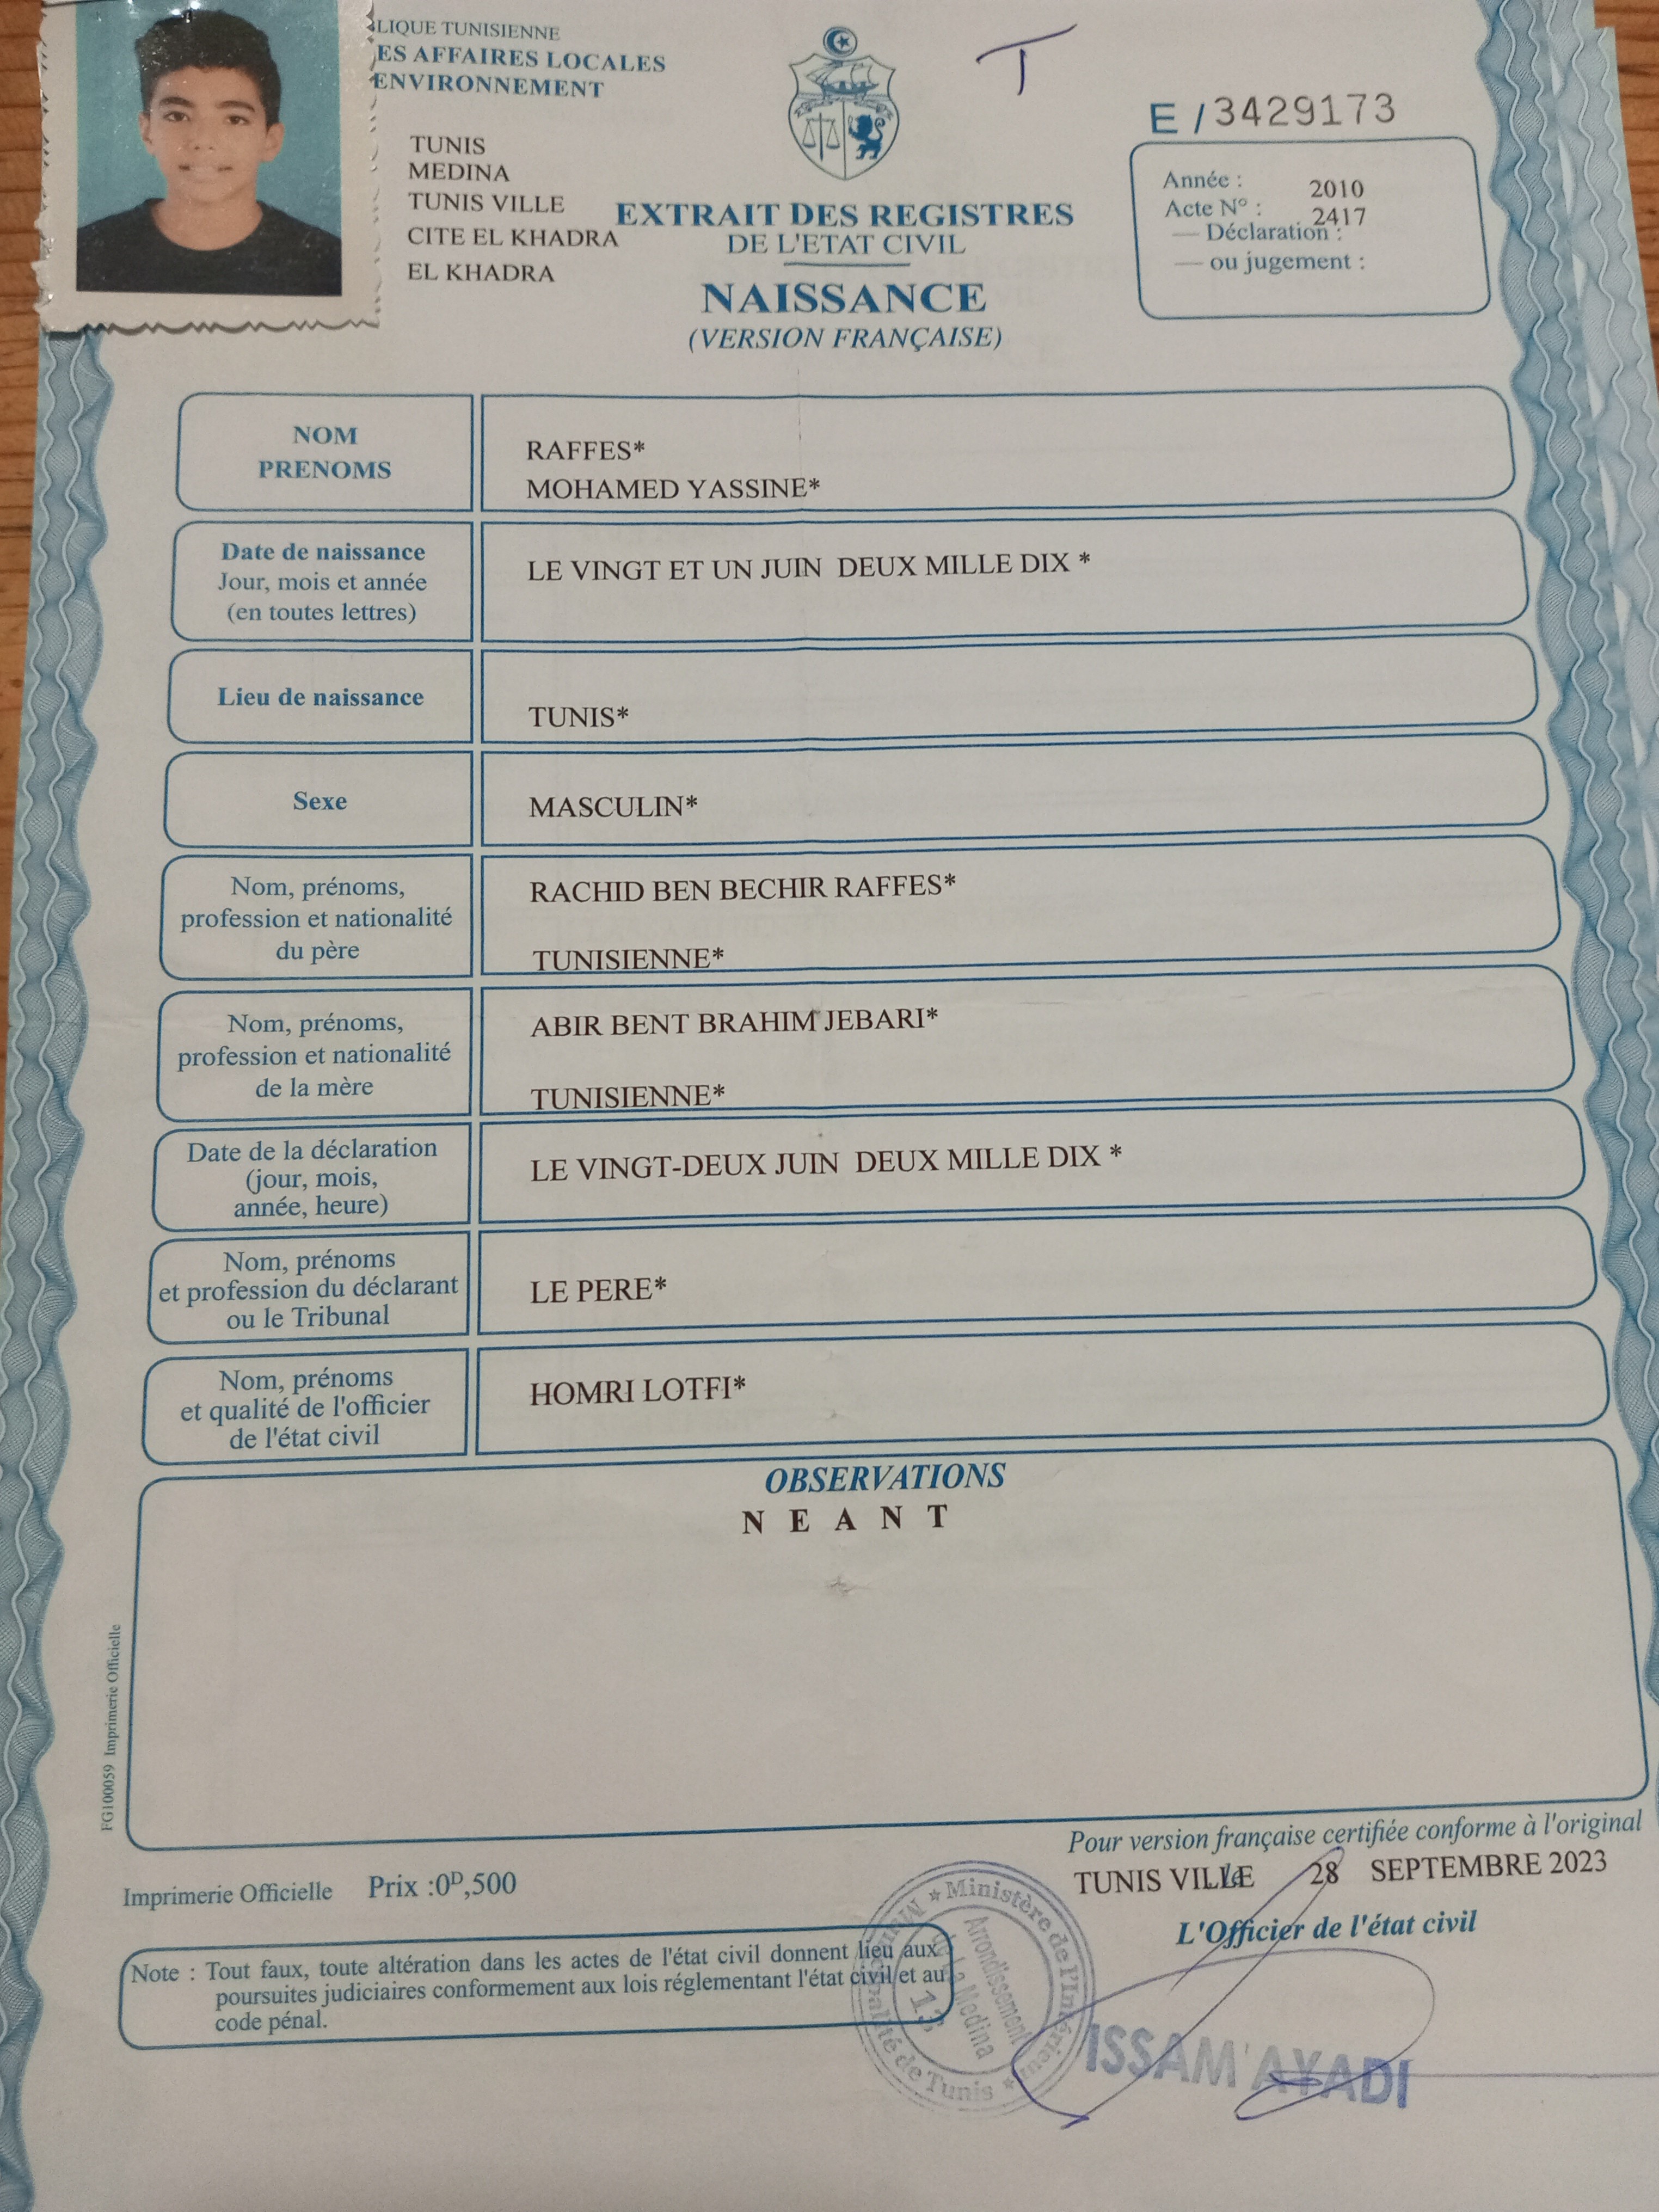 LIQUE TUNISIENNE
ES AFFAIRES LOCALES
ENVIRONNEMENT
TUNIS
MEDINA
TUNIS VILLE
CITE EL KHADRA
EL KHADRA
T
EXTRAIT DES REGISTRES
DE L'ETAT CIVIL
NAISSANCE
(VERSION FRANÇAISE)
E / 3429173
Année : 2010
Acte N° : 2417
— Déclaration :
— ou jugement :
NOM
PRENOMS
RAFFES*
MOHAMED YASSINE*
Date de naissance
Jour, mois et année
(en toutes lettres)
LE VINGT ET UN JUIN DEUX MILLE DIX *
Lieu de naissance
TUNIS*
Sexe
MASCULIN*
Nom, prénoms,
profession et nationalité
du père
RACHID BEN BECHIR RAFFES*
TUNISIENNE*
Nom, prénoms,
profession et nationalité
de la mère
ABIR BENT BRAHIM JEBARI*
TUNISIENNE*
Date de la déclaration
(jour, mois,
année, heure)
LE VINGT-DEUX JUIN DEUX MILLE DIX *
Nom, prénoms
et profession du déclarant
ou le Tribunal
LE PERE*
Nom, prénoms
et qualité de l'officier
de l'état civil
HOMRI LOTFI*
OBSERVATIONS
N E A N T
FG100059 Imprimerie Officielle
Pour version française certifiée conforme à l'original
TUNIS VILLE le 28 SEPTEMBRE 2023
L'Officier de l'état civil
Imprimerie Officielle Prix :0D,500
Note : Tout faux, toute altération dans les actes de l'état civil donnent lieu aux
poursuites judiciaires conformement aux lois réglementant l'état civil et au
code pénal.
Ministère de l'Intérieur
Municipalité de Tunis
Arrondissement
de la Medina
13
ISSAM AYADI